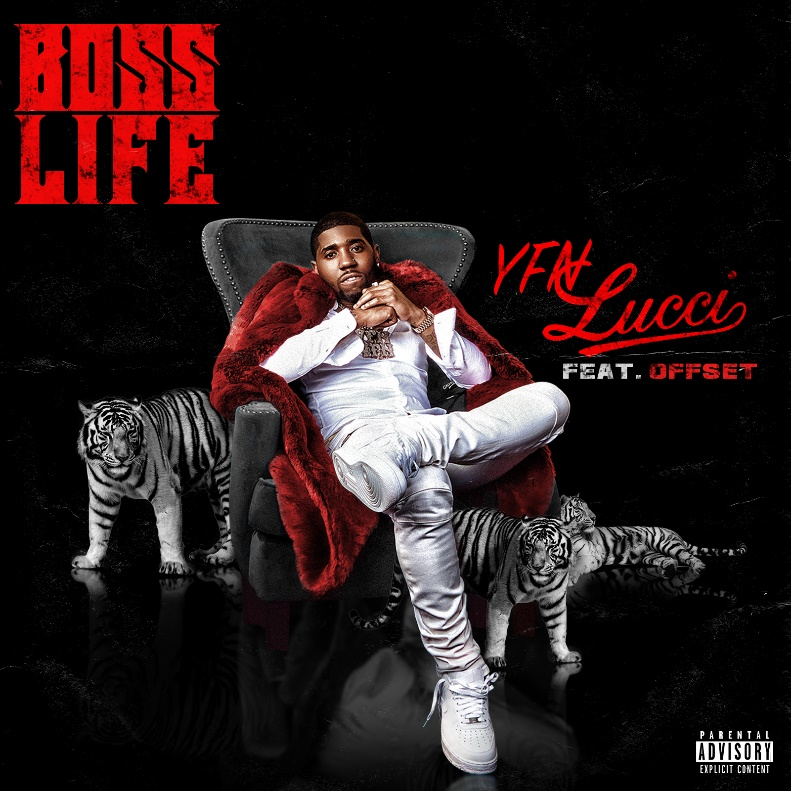 BOSS
LIFE
YFN
Lucci
FEAT. OFFSET
PARENTAL
ADVISORY
EXPLICIT CONTENT